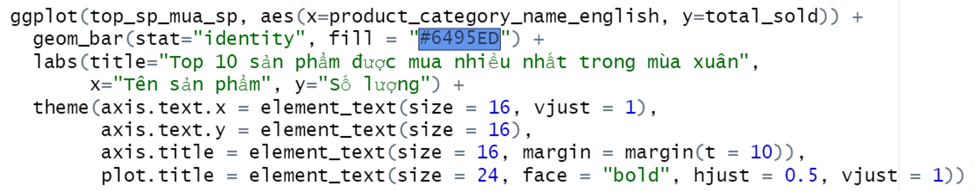 ggplot(top_sp_mua_sp, aes(x=product_category_name_english, y=total_sold)) +
geom_bar(stat="identity", fill = "#6495ED") +
labs(title="Top 10 sản phẩm được mua nhiều nhất trong mùa xuân",
x="Tên sản phẩm", y="Số lượng") +
theme(axis.text.x = element_text(size = 16, vjust = 1),
axis.text.y = element_text(size = 16),
axis.title = element_text(size = 16, margin = margin(t = 10)),
plot.title = element_text(size = 24, face = "bold", hjust = 0.5, vjust = 1))